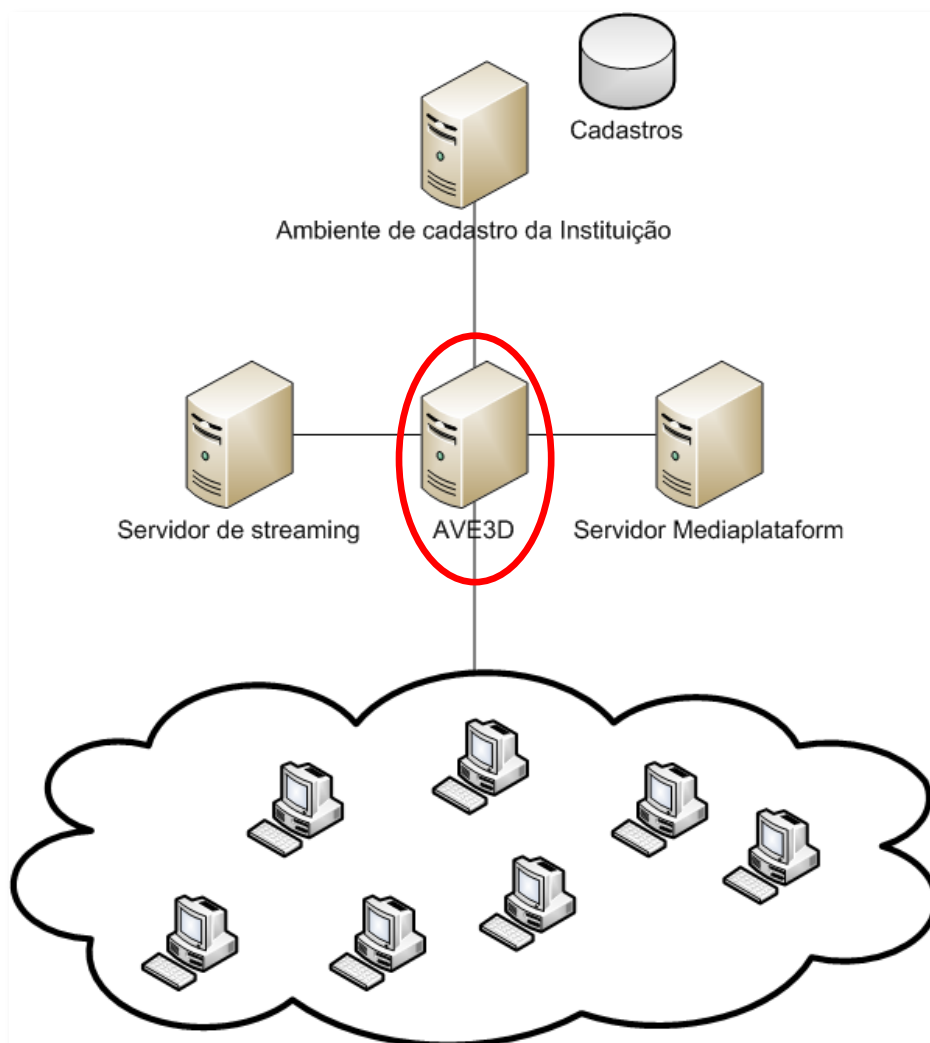 Cadastros
Ambiente de cadastro da Instituição
Servidor de streaming
AVE3D
Servidor Mediaplataform